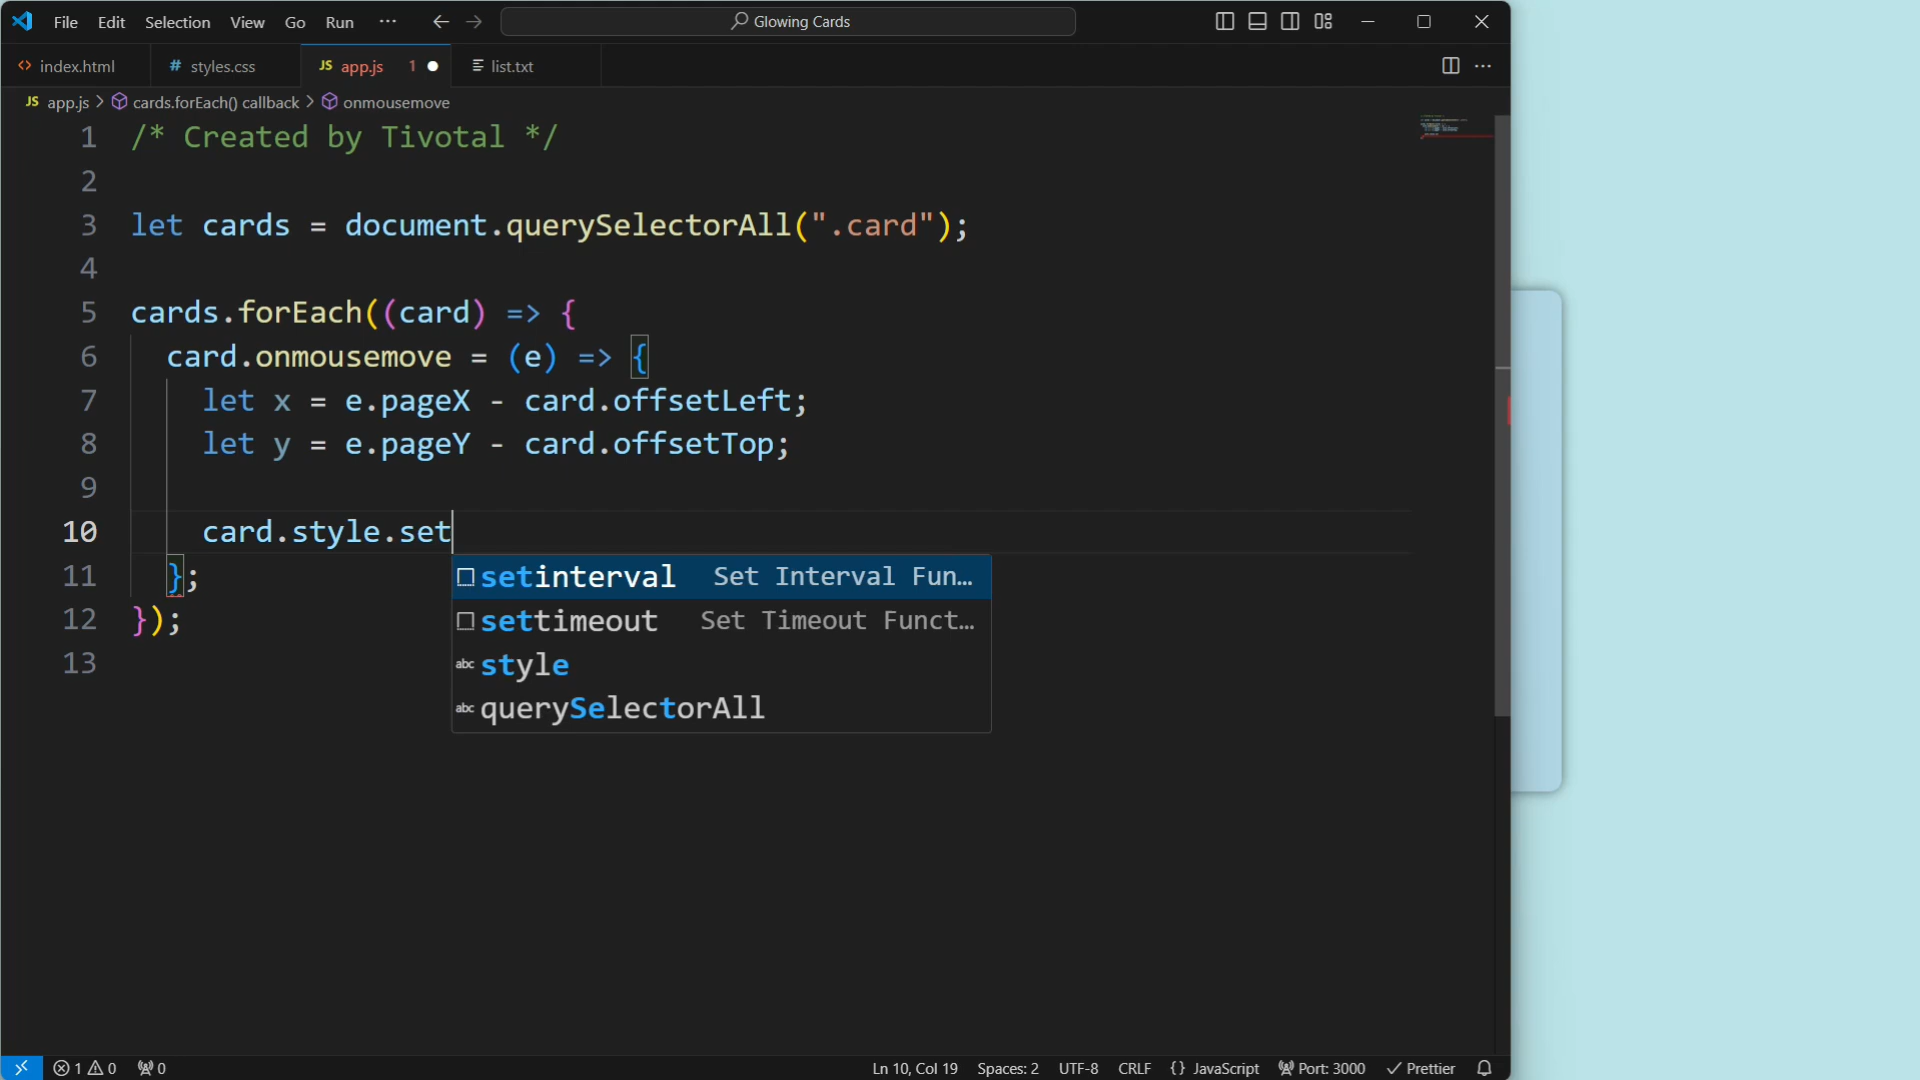 File Edit Selection View Go Run ··· Glowing Cards
index.html # styles.css JS app.js 1 list.txt
JS app.js > cards.forEach() callback > onmousemove
1 /* Created by Tivotal */
2
3 let cards = document.querySelectorAll(".card");
4
5 cards.forEach((card) => {
6 card.onmousemove = (e) => {
7 let x = e.pageX - card.offsetLeft;
8 let y = e.pageY - card.offsetTop;
9
10 card.style.set
11 };
12 });
13
setinterval Set Interval Fun…
settimeout Set Timeout Funct…
abc style
abc querySelectorAll
1 0 0 Ln 10, Col 19 Spaces: 2 UTF-8 CRLF {} JavaScript Port: 3000 Prettier